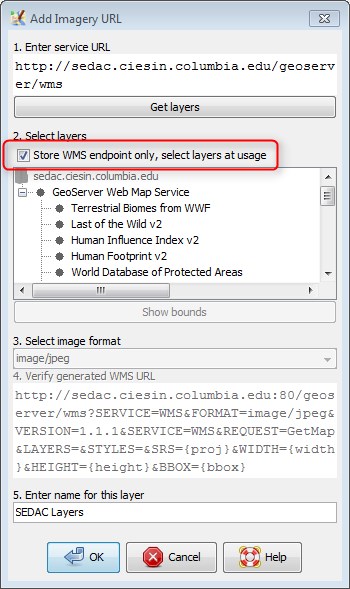 Add Imagery URL
1. Enter service URL
http://sedac.ciesin.columbia.edu/geoserv
er/wms
Get layers
2. Select layers
Store WMS endpoint only, select layers at usage
sedac.ciesin.columbia.edu
GeoServer Web Map Service
Terrestrial Biomes from WWF
Last of the Wild v2
Human Influence Index v2
Human Footprint v2
World Database of Protected Areas
Show bounds
3. Select image format
image/jpeg
4. Verify generated WMS URL
http://sedac.ciesin.columbia.edu:80/geos
erver/wms?SERVICE=WMS&FORMAT=image/jpeg&
VERSION=1.1.1&SERVICE=WMS&REQUEST=GetMap
&LAYERS=&STYLES=&SRS={proj}&WIDTH={width
}&HEIGHT={height}&BBOX={bbox}
5. Enter name for this layer
SEDAC Layers
OK
Cancel
Help